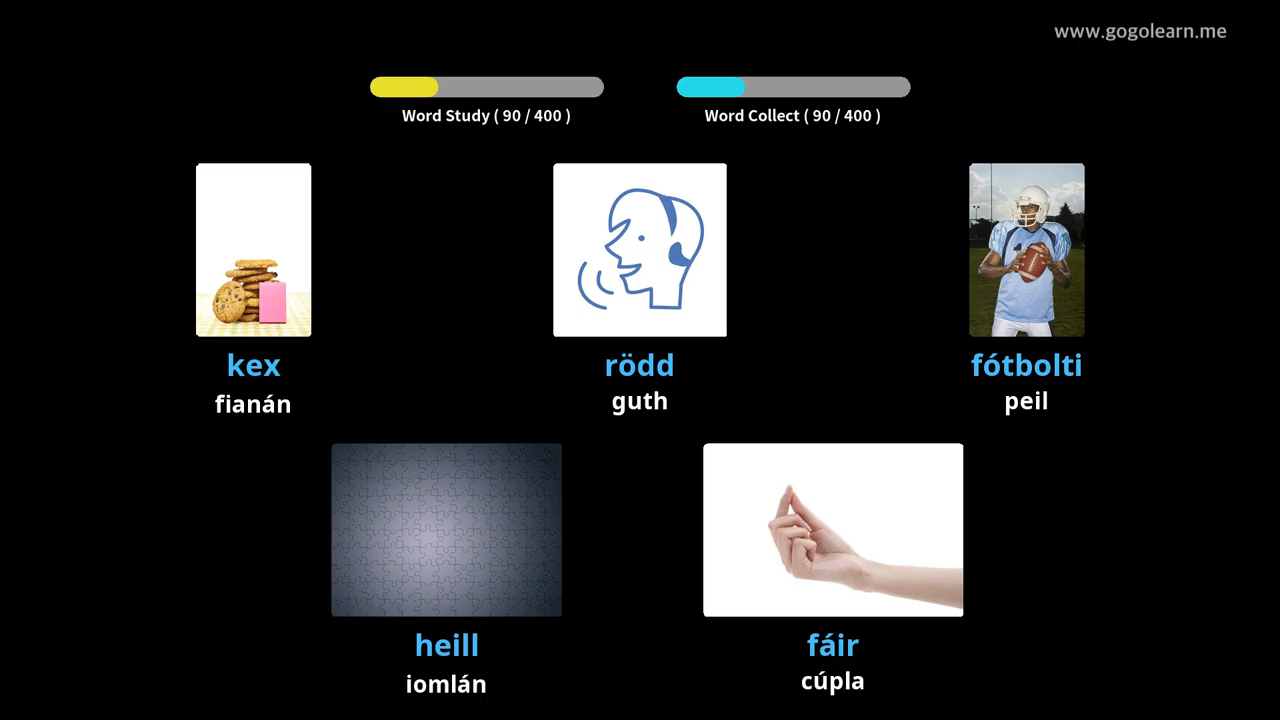 www.gogolearn.me
Word Study ( 90 / 400 )
Word Collect ( 90 / 400 )
kex
fianán
rödd
guth
fótbolti
peil
heill
iomlán
fáir
cúpla